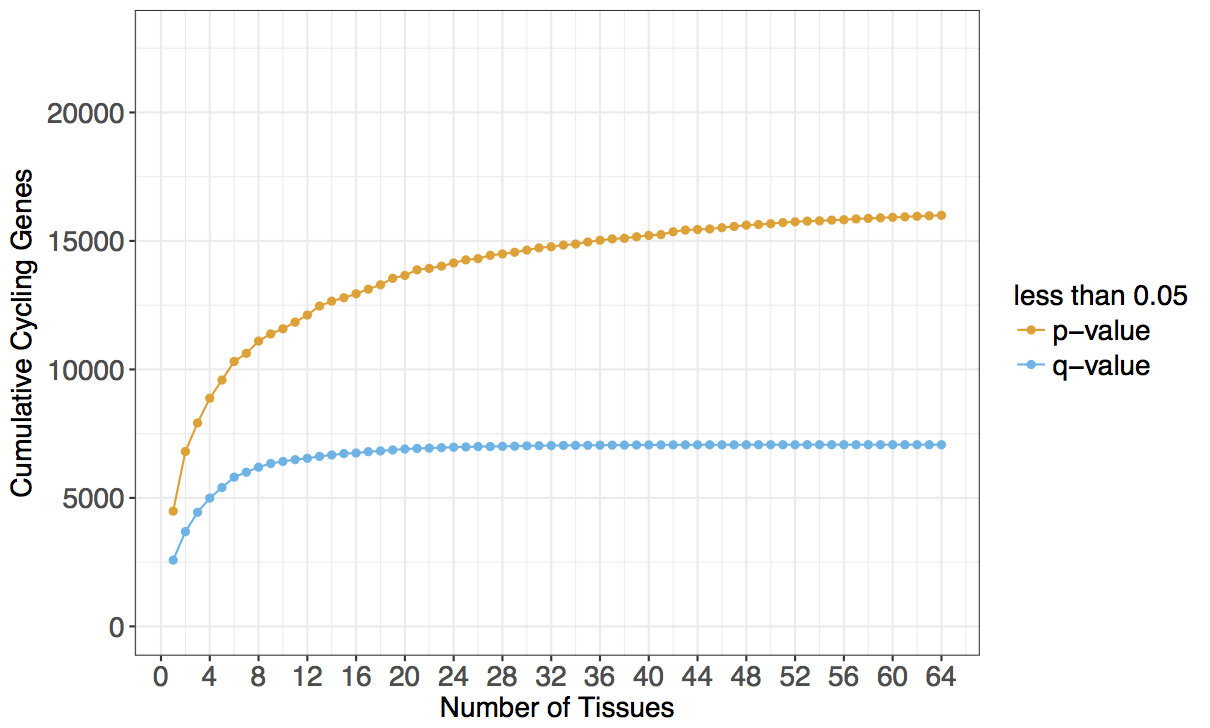 20000
15000
10000
5000
0
Cumulative Cycling Genes
0 4 8 12 16 20 24 28 32 36 40 44 48 52 56 60 64
Number of Tissues
less than 0.05
p−value
q−value